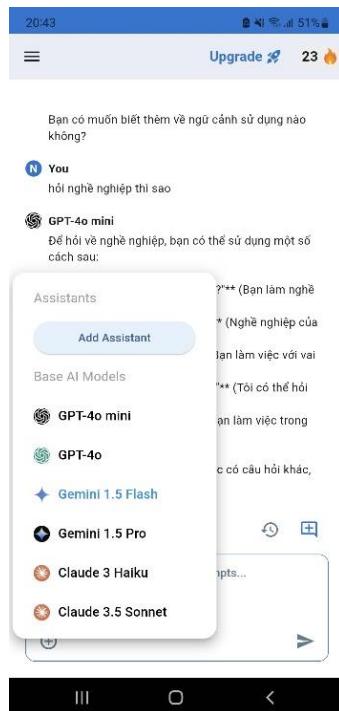 20:43
51%
Upgrade
23
Bạn có muốn biết thêm về ngữ cảnh sử dụng nào
không?
N
You
hỏi nghề nghiệp thì sao
GPT-4o mini
Để hỏi về nghề nghiệp, bạn có thể sử dụng một số
cách sau:
Assistants
?"** (Bạn làm nghề
* (Nghề nghiệp của
Add Assistant
Bạn làm việc với vai
Base AI Models
"** (Tôi có thể hỏi
GPT-4o mini
ạn làm việc trong
GPT-4o
c có câu hỏi khác,
Gemini 1.5 Flash
Gemini 1.5 Pro
Claude 3 Haiku
mpts...
Claude 3.5 Sonnet